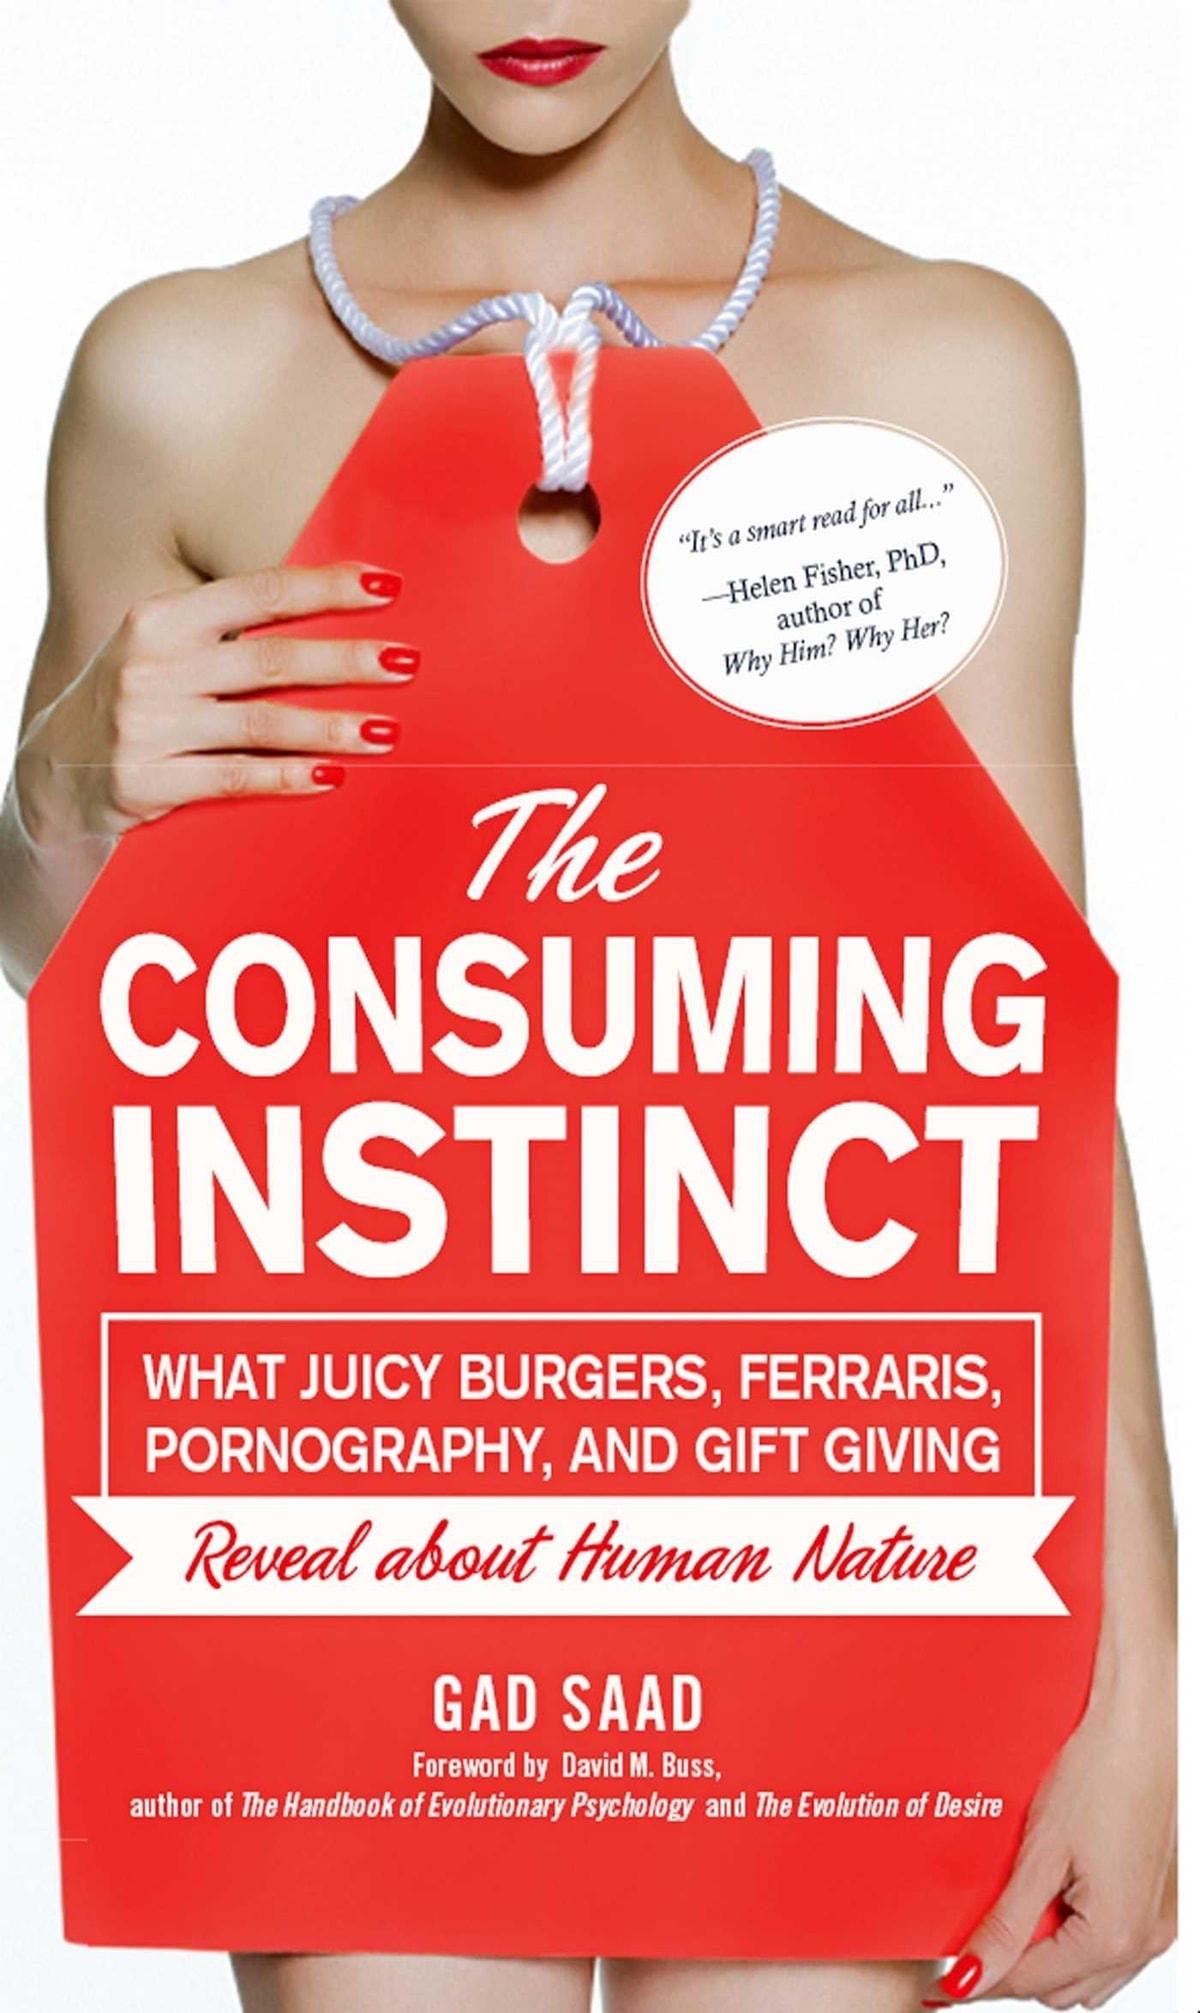 “It’s a smart read for all...”
—Helen Fisher, PhD,
author of
Why Him? Why Her?
The
CONSUMING
INSTINCT
WHAT JUICY BURGERS, FERRARIS,
PORNOGRAPHY, AND GIFT GIVING
Reveal about Human Nature
GAD SAAD
Foreword by David M. Buss,
author of The Handbook of Evolutionary Psychology and The Evolution of Desire